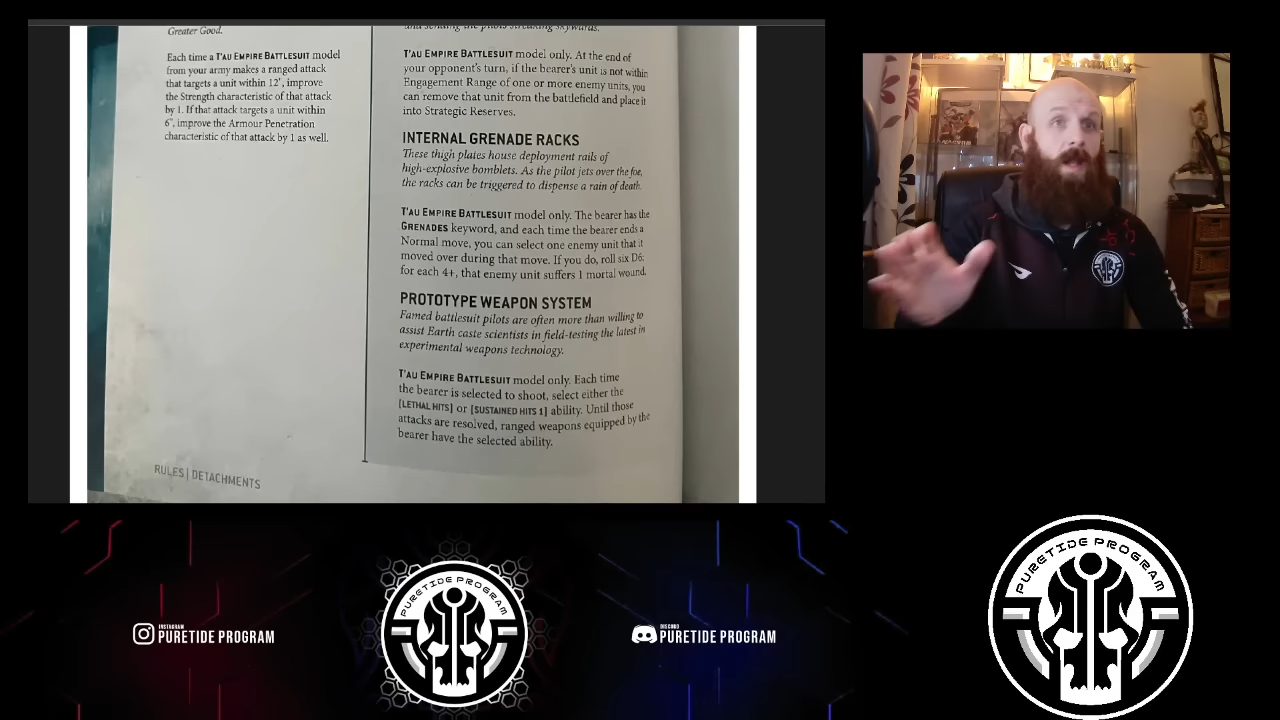 Greater Good.
Each time a T'AU EMPIRE BATTLESUIT model
from your army makes a ranged attack
that targets a unit within 12", improve
the Strength characteristic of that attack
by 1. If that attack targets a unit within
6", improve the Armour Penetration
characteristic of that attack by 1 as well.
RULES | DETACHMENTS
and sending the pilots streaking skywards.
T'AU EMPIRE BATTLESUIT model only. At the end of
your opponent's turn, if the bearer's unit is not within
Engagement Range of one or more enemy units, you
can remove that unit from the battlefield and place it
into Strategic Reserves.
INTERNAL GRENADE RACKS
These thigh plates house deployment rails of
high-explosive bomblets. As the pilot jets over the foe,
the racks can be triggered to dispense a rain of death.
T'AU EMPIRE BATTLESUIT model only. The bearer has the
GRENADES keyword, and each time the bearer ends a
Normal move, you can select one enemy unit that it
moved over during that move. If you do, roll six D6:
for each 4+, that enemy unit suffers 1 mortal wound.
PROTOTYPE WEAPON SYSTEM
Famed battlesuit pilots are often more than willing to
assist Earth caste scientists in field-testing the latest in
experimental weapons technology.
T'AU EMPIRE BATTLESUIT model only. Each time
the bearer is selected to shoot, select either the
[LETHAL HITS] or [SUSTAINED HITS 1] ability. Until those
attacks are resolved, ranged weapons equipped by the
bearer have the selected ability.
INSTAGRAM
PURETIDE PROGRAM
PURETIDE PROGRAM
DISCORD
PURETIDE PROGRAM
PURETIDE PROGRAM